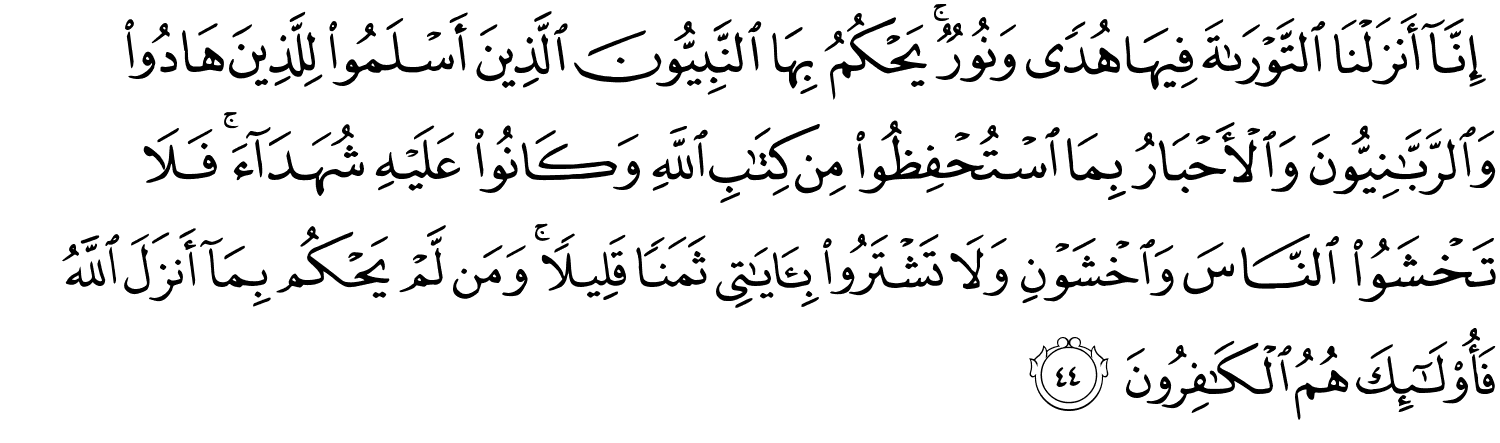 إِنَّآ أَنزَلْنَا ٱلتَّوْرَىٰةَ فِيهَا هُدًى وَنُورٌ ۚ يَحْكُمُ بِهَا ٱلنَّبِيُّونَ ٱلَّذِينَ أَسْلَمُوا۟ لِلَّذِينَ هَادُوا۟
وَٱلرَّبَّـٰنِيُّونَ وَٱلْأَحْبَارُ بِمَا ٱسْتُحْفِظُوا۟ مِن كِتَـٰبِ ٱللَّهِ وَكَانُوا۟ عَلَيْهِ شُهَدَآءَ ۚ فَلَا
تَخْشَوُا۟ ٱلنَّاسَ وَٱخْشَوْنِ وَلَا تَشْتَرُوا۟ بِـَٔايَـٰتِى ثَمَنًا قَلِيلًا ۚ وَمَن لَّمْ يَحْكُم بِمَآ أَنزَلَ ٱللَّهُ
فَأُو۟لَـٰٓئِكَ هُمُ ٱلْكَـٰفِرُونَ ٤٤